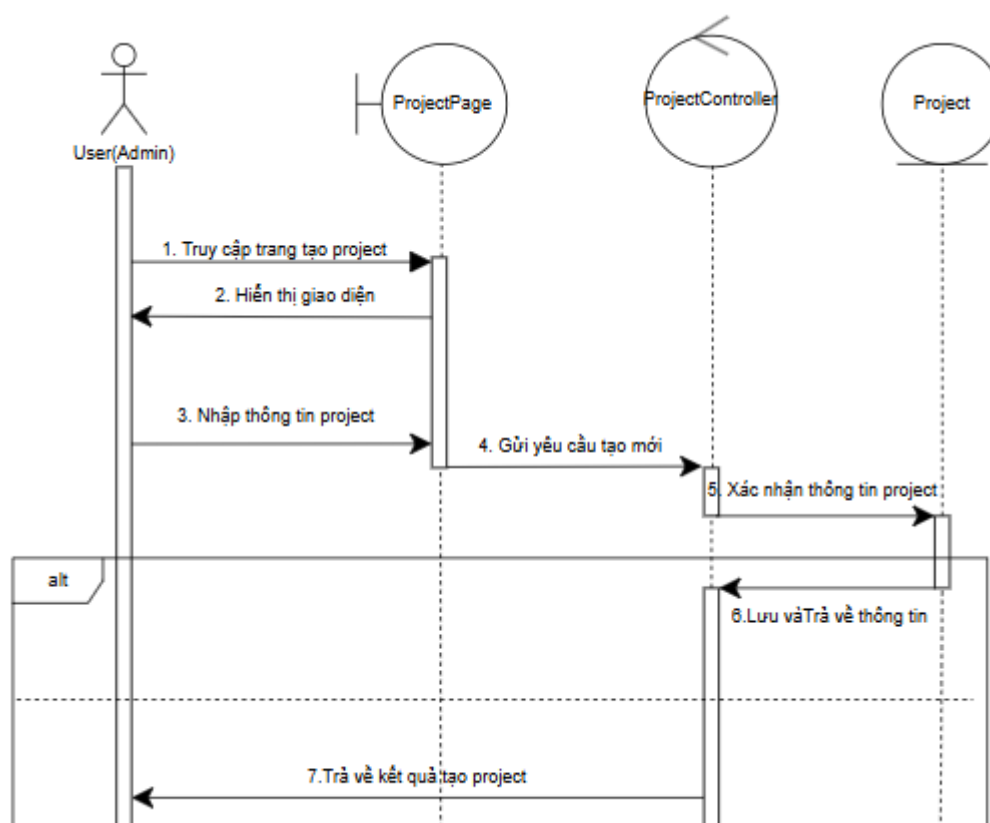 User(Admin)
ProjectPage
ProjectController
Project
1. Truy cập trang tạo project
2. Hiển thị giao diện
3. Nhập thông tin project
4. Gửi yêu cầu tạo mới
5. Xác nhận thông tin project
alt
6.Lưu vàTrả về thông tin
7.Trả về kết quả tạo project